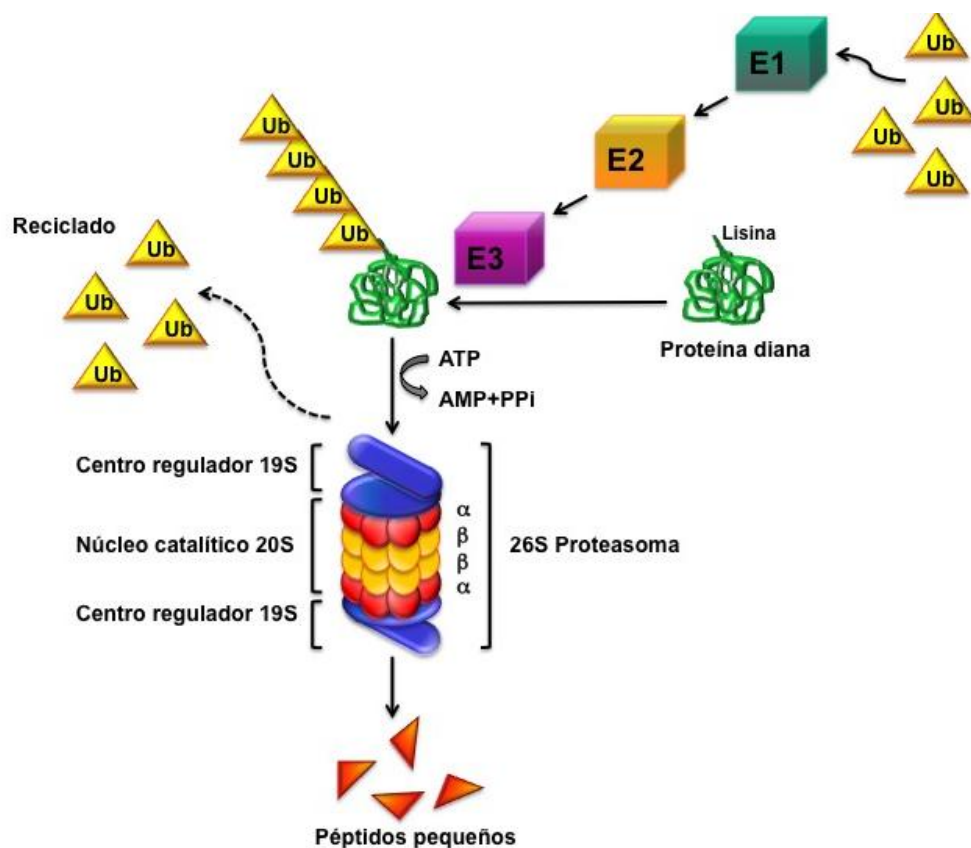 Ub
E1
Ub
Ub
Ub
Ub
E2
Ub
Ub
Ub
Reciclado
Ub
E3
Lisina
Ub
Ub
Ub
Ub
Proteína diana
ATP
AMP+PPi
Centro regulador 19S
α
Núcleo catalítico 20S
β
26S Proteasoma
β
α
Centro regulador 19S
Péptidos pequeños